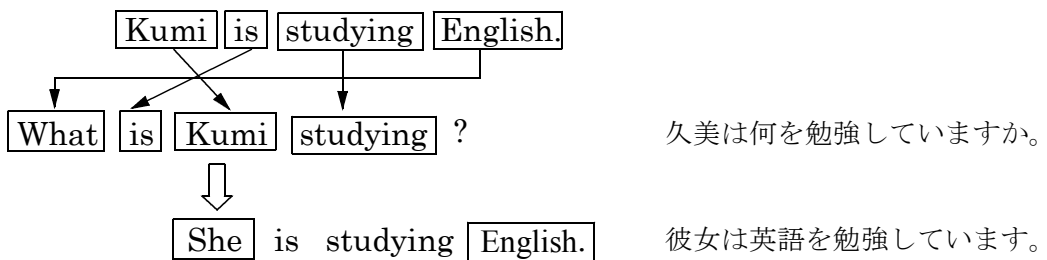 Kumi is studying English.
What is Kumi studying ? 久美は何を勉強していますか。
She is studying English. 彼女は英語を勉強しています。